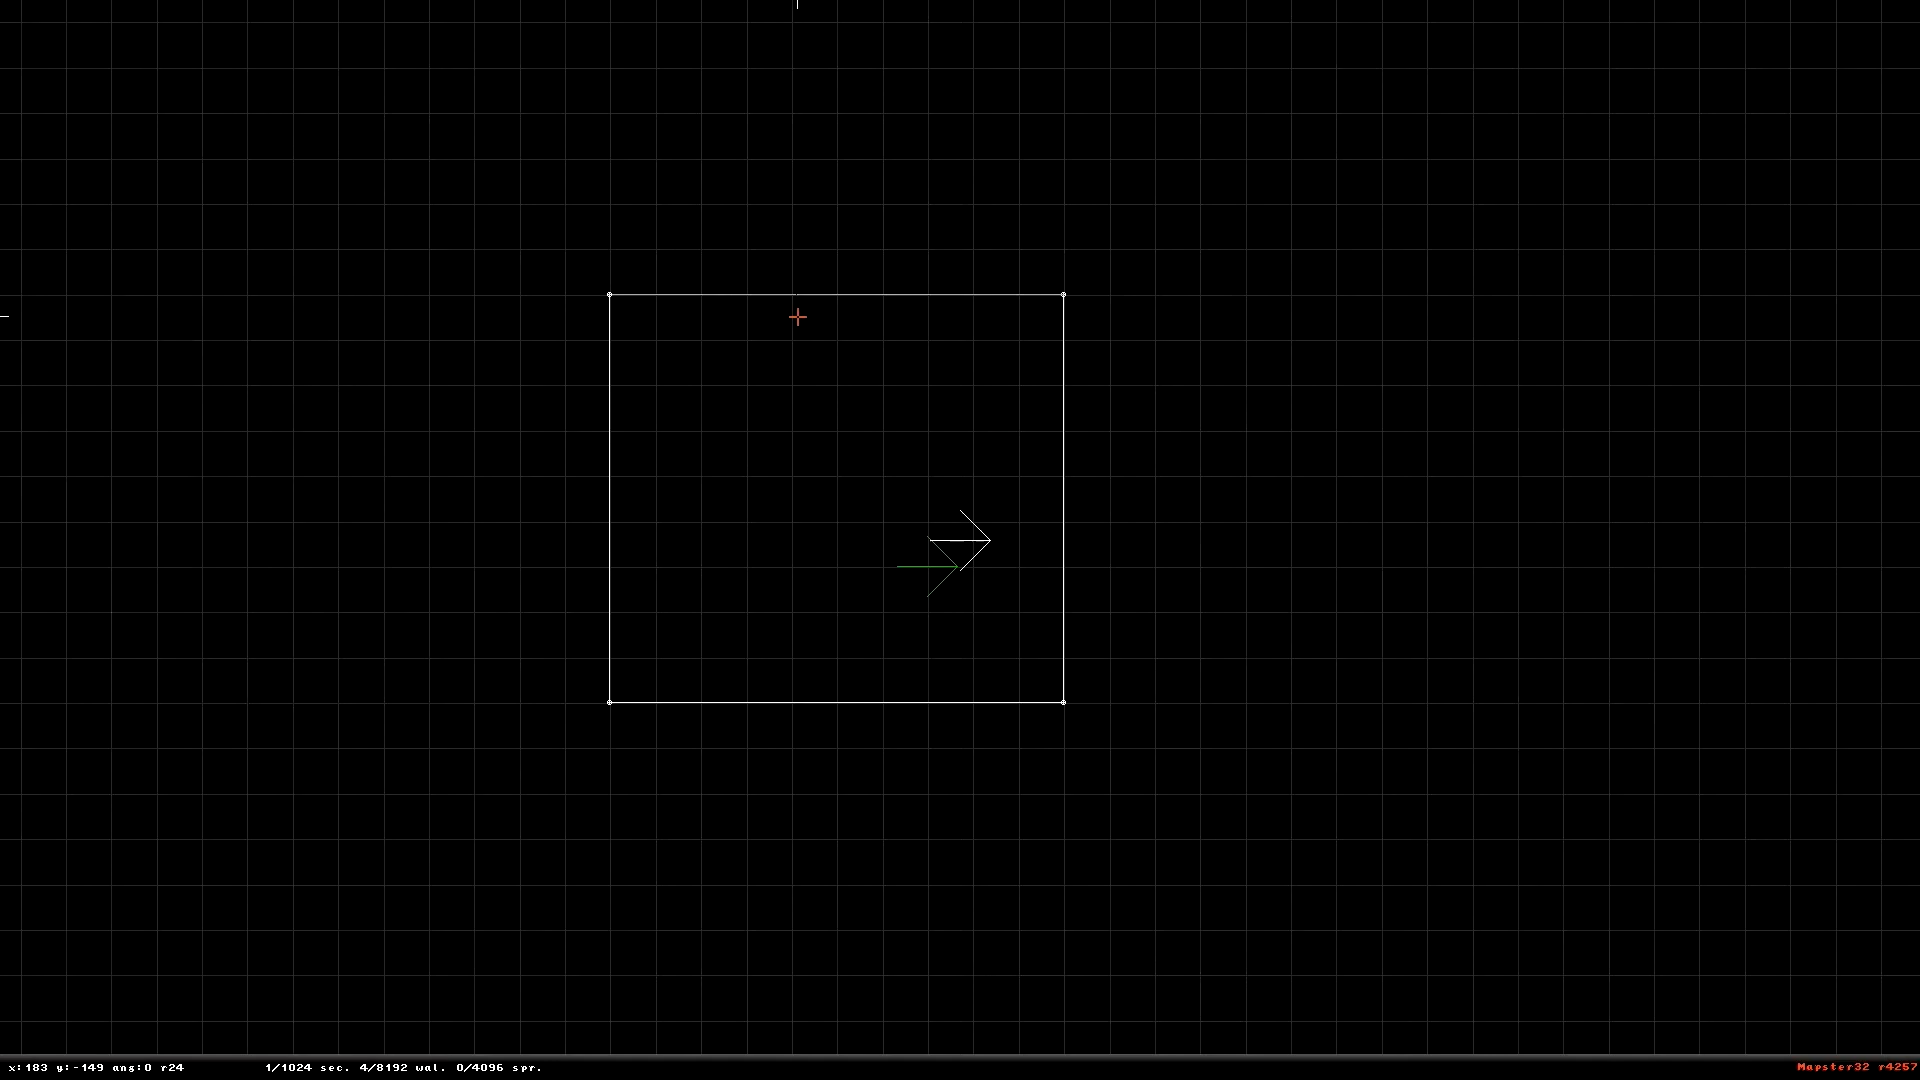 x:183 y:-149 ang:0 r24
1/1024 sec. 4/8192 wal. 0/4096 spr.
Mapster32 r4257